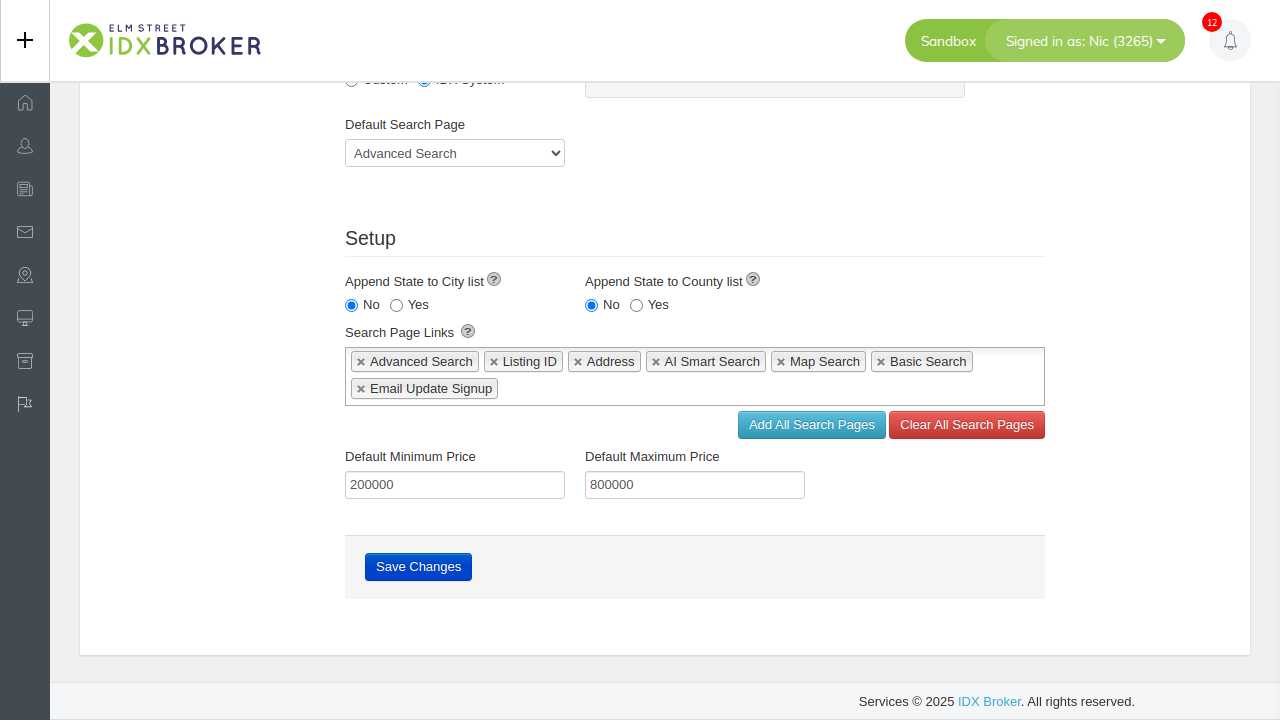 ELM STREET
IDXBROKER
Sandbox
Signed in as: Nic (3265)
12
Custom IDX System
Default Search Page
Advanced Search
Setup
Append State to City list ? Append State to County list ?
No Yes No Yes
Search Page Links ?
Advanced Search Listing ID Address AI Smart Search Map Search Basic Search
Email Update Signup
Add All Search Pages Clear All Search Pages
Default Minimum Price Default Maximum Price
200000 800000
Save Changes
Services © 2025 IDX Broker. All rights reserved.